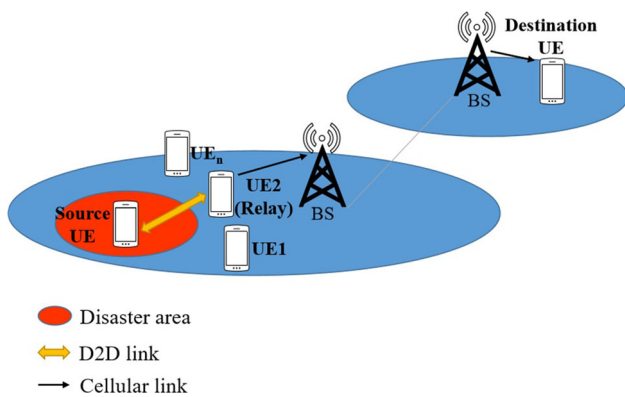 Destination
UE
BS
UEn
UE2
(Relay)
BS
Source
UE
UE1
Disaster area
D2D link
Cellular link